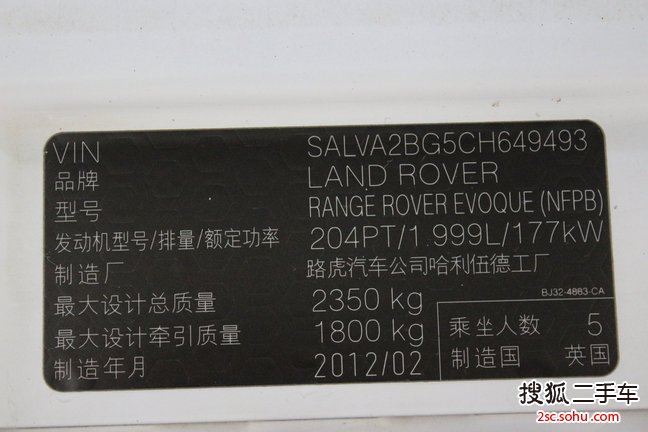 VIN SALVA2BG5CH649493
品牌 LAND ROVER
型号 RANGE ROVER EVOQUE (NFPB)
发动机型号/排量/额定功率 204PT/1.999L/177kW
制造厂 路虎汽车公司哈利伍德工厂
BJ32-4863-CA
最大设计总质量 2350 kg
最大设计牵引质量 1800 kg
乘坐人数 5
制造年月 2012/02
制造国 英国
搜狐二手车
2sc.sohu.com